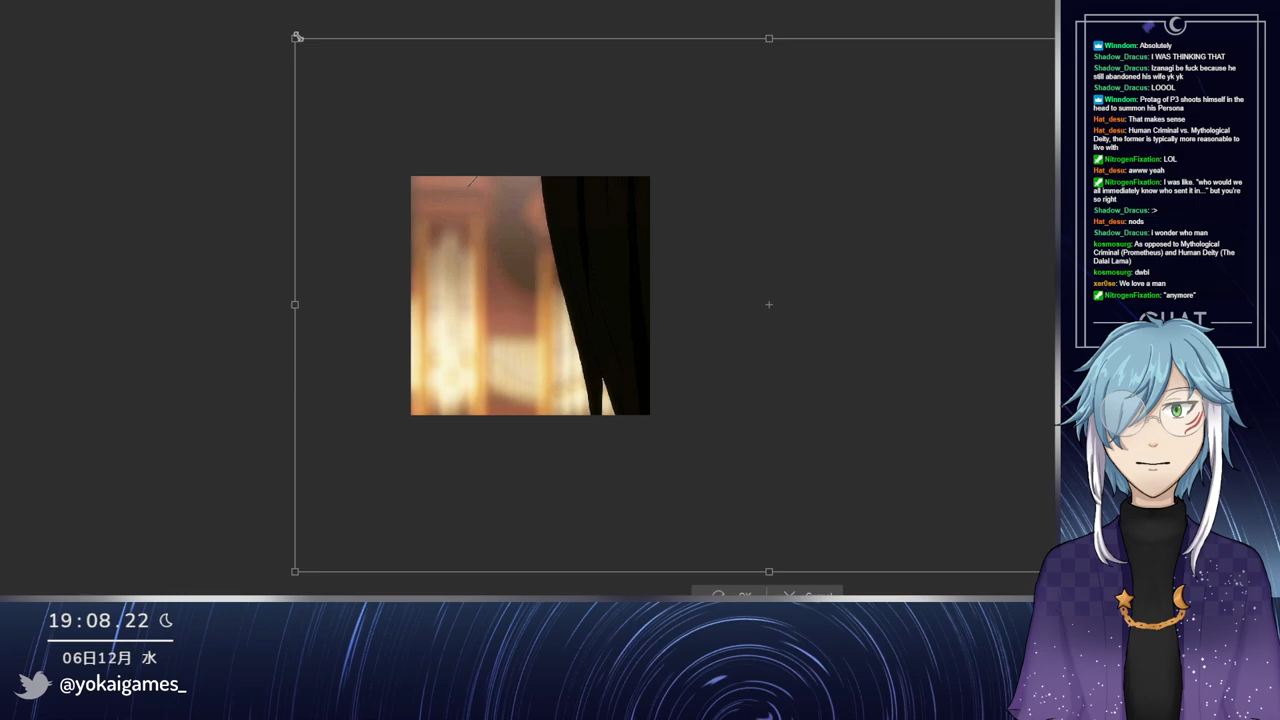 Winndom: Absolutely
Shadow_Dracus: I WAS THINKING THAT
Shadow_Dracus: Izanagi be fuck because he
still abandoned his wife yk yk
Shadow_Dracus: LOOOL
Winndom: Protag of P3 shoots himself in the
head to summon his Persona
Hat_desu: That makes sense
Hat_desu: Human Criminal vs. Mythological
Deity, the former is typically more reasonable to
live with
NitrogenFixation: LOL
Hat_desu: awww yeah
NitrogenFixation: I was like. "who would we
all immediately know who sent it in..." but you're
so right
Shadow_Dracus: :>
Hat_desu: nods
Shadow_Dracus: I wonder who man
kosmosurg: As opposed to Mythological
Criminal (Prometheus) and Human Deity (The
Dalai Lama)
kosmosurg: dwbl
xer0se: We love a man
NitrogenFixation: "anymore"
CHAT
19:08.22
06日12月 水
@yokaigames_